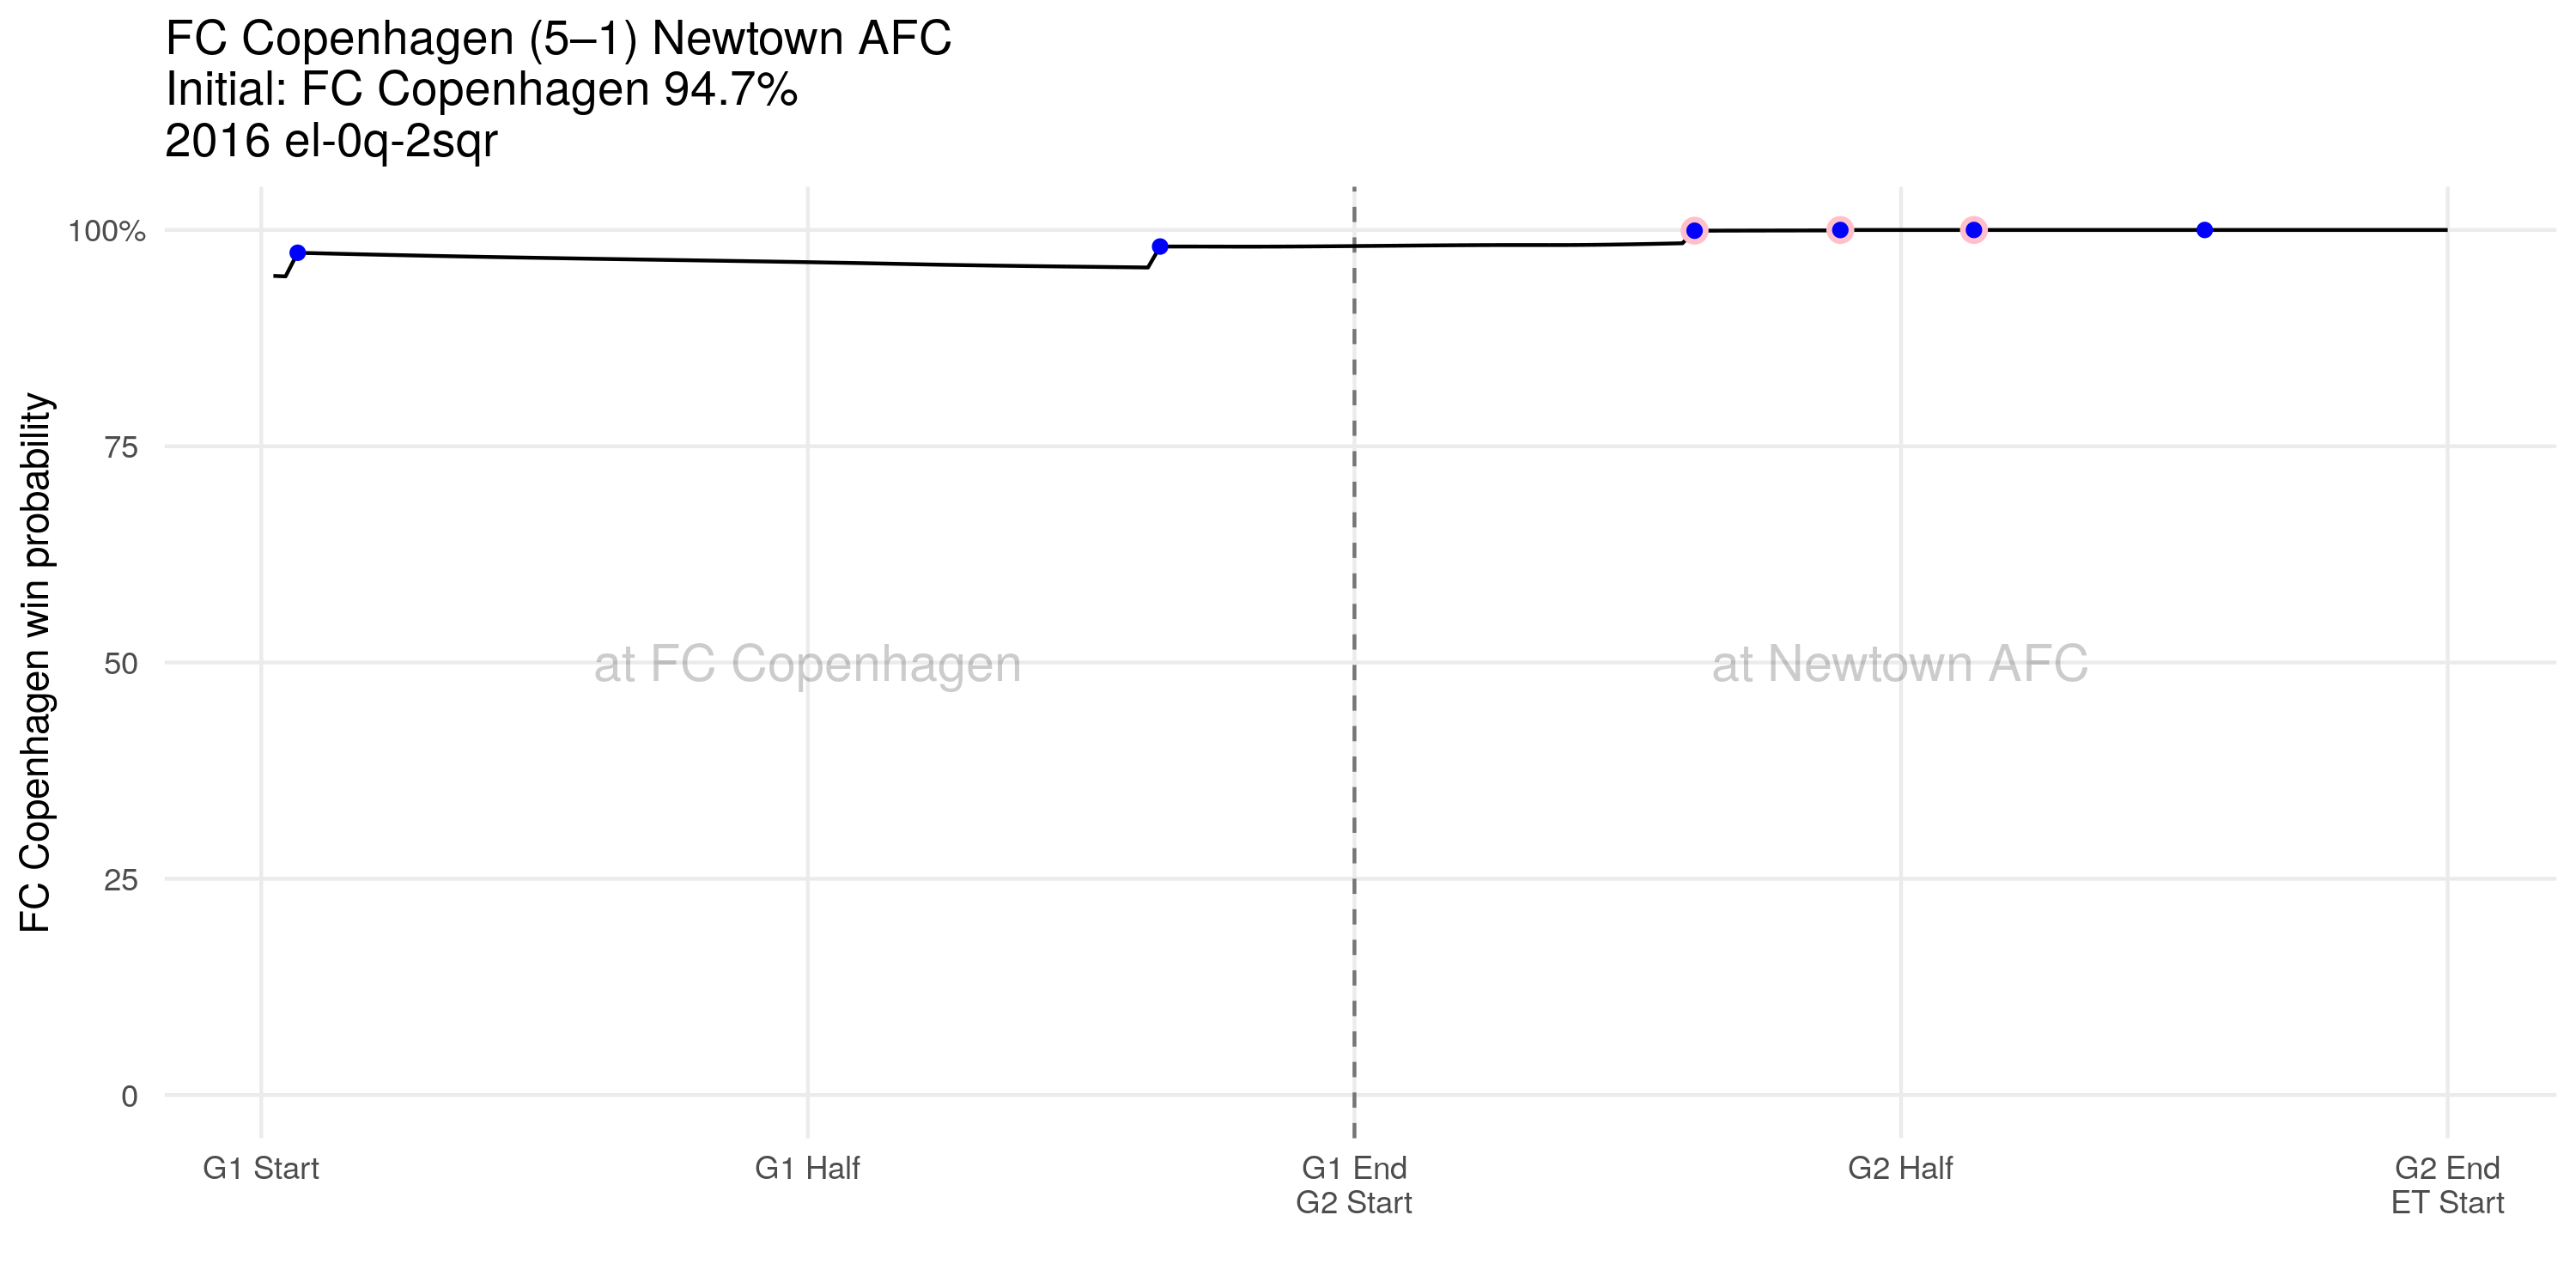 FC Copenhagen (5–1) Newtown AFC
Initial: FC Copenhagen 94.7%
2016 el-0q-2sqr
FC Copenhagen win probability
100%
75
50
25
0
at FC Copenhagen
at Newtown AFC
G1 Start
G1 Half
G1 End
G2 Start
G2 Half
G2 End
ET Start